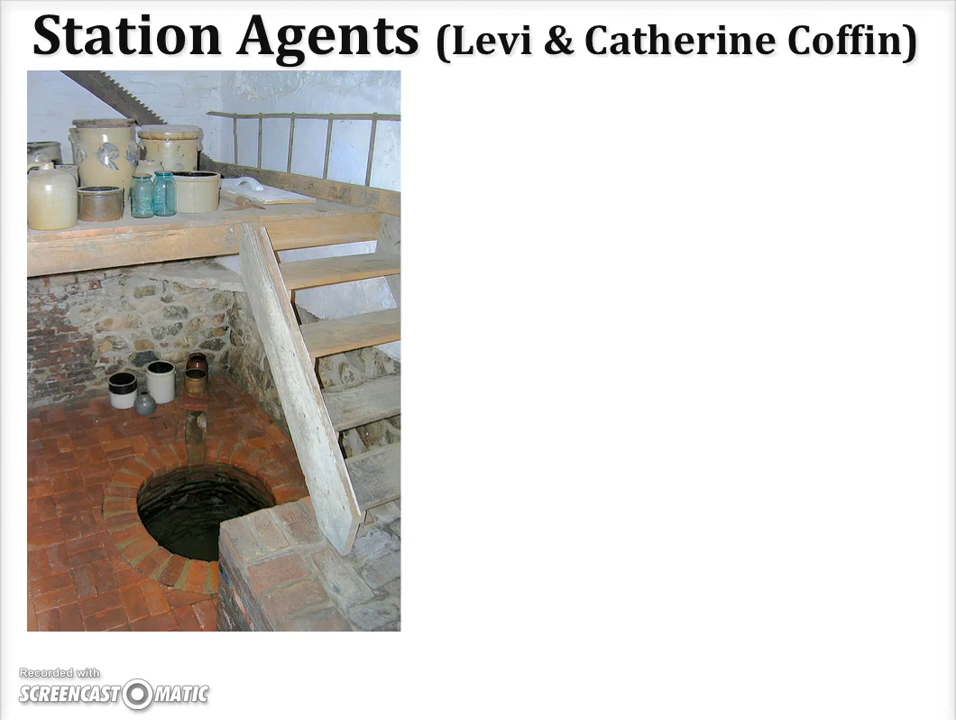 Station Agents (Levi & Catherine Coffin)
Recorded with
SCREENCAST-O-MATIC